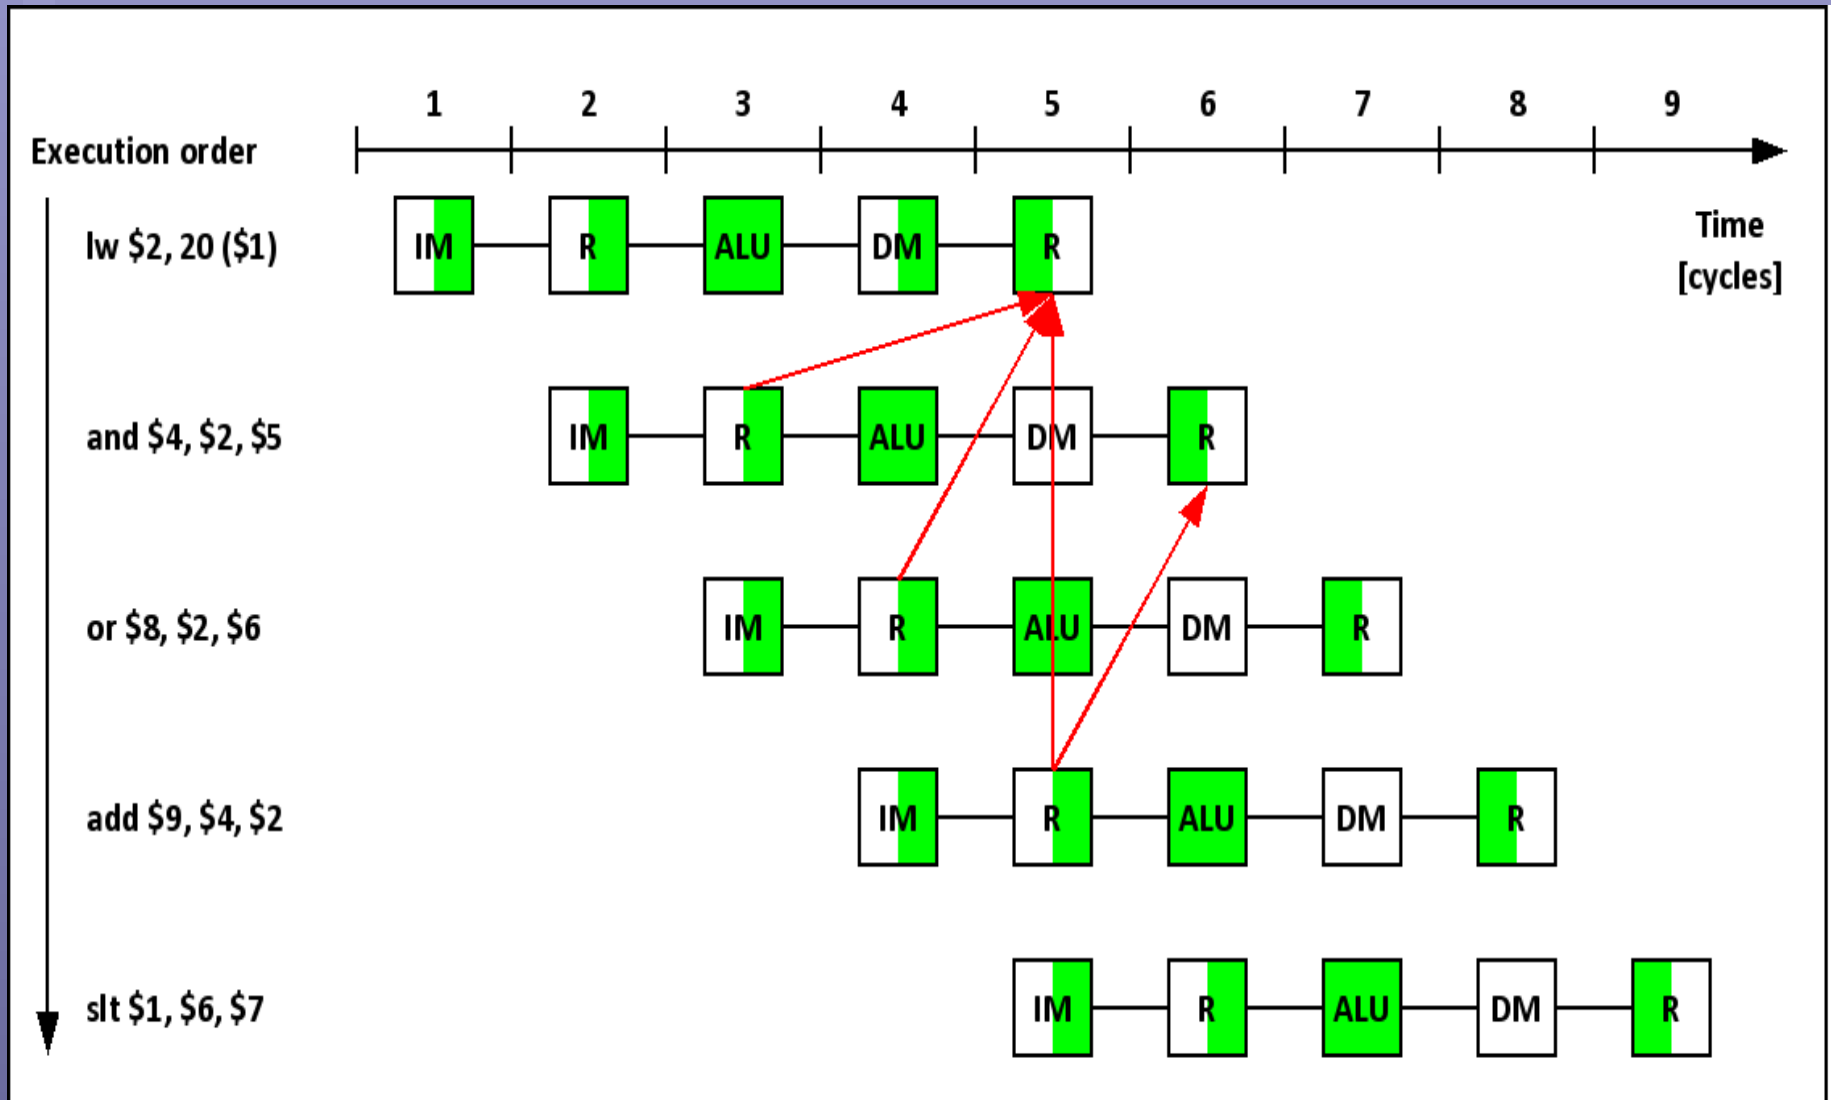 1 2 3 4 5 6 7 8 9
Execution order
Time
[cycles]
lw $2, 20 ($1) IM R ALU DM R
and $4, $2, $5 IM R ALU DM R
or $8, $2, $6 IM R ALU DM R
add $9, $4, $2 IM R ALU DM R
slt $1, $6, $7 IM R ALU DM R